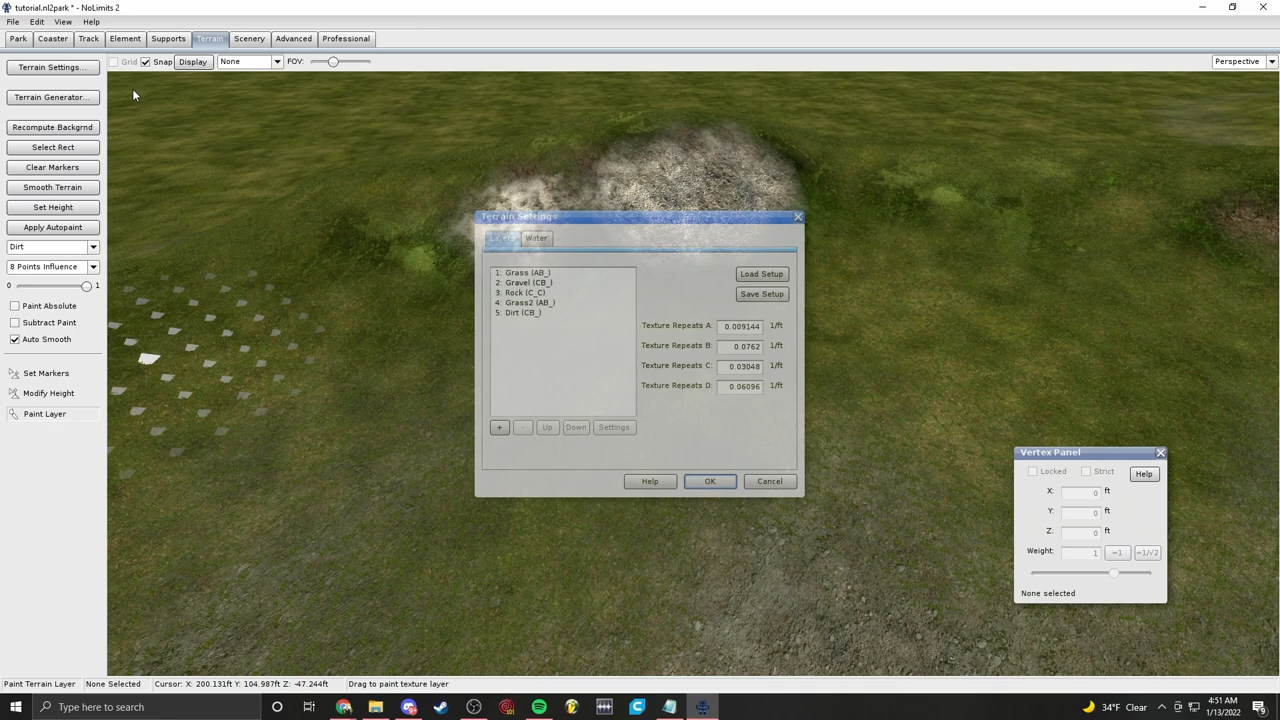 tutorial.nl2park * - NoLimits 2
File Edit View Help
Park Coaster Track Element Supports Terrain Scenery Advanced Professional
Grid Snap Display None FOV: Perspective
Terrain Settings...
Terrain Generator...
Recompute Backgrnd
Select Rect
Clear Markers
Smooth Terrain
Set Height
Apply Autopaint
Dirt
8 Points Influence
0 1
Paint Absolute
Subtract Paint
Auto Smooth
Set Markers
Modify Height
Paint Layer
Terrain Settings
Water
1: Grass (AB_)
2: Gravel (CB_)
3: Rock (C_C)
4: Grass2 (AB_)
5: Dirt (CB_)
Load Setup
Save Setup
Texture Repeats A: 0.009144 1/ft
Texture Repeats B: 0.0762 1/ft
Texture Repeats C: 0.03048 1/ft
Texture Repeats D: 0.06096 1/ft
+ - Up Down Settings
Help OK Cancel
Vertex Panel
Locked Strict Help
X: 0 ft
Y: 0 ft
Z: 0 ft
Weight: 1 =1 =1/√2
None selected
Paint Terrain Layer None Selected Cursor: X: 200.131ft Y: 104.987ft Z: -47.244ft Drag to paint texture layer
Type here to search
34°F Clear
4:51 AM
1/13/2022